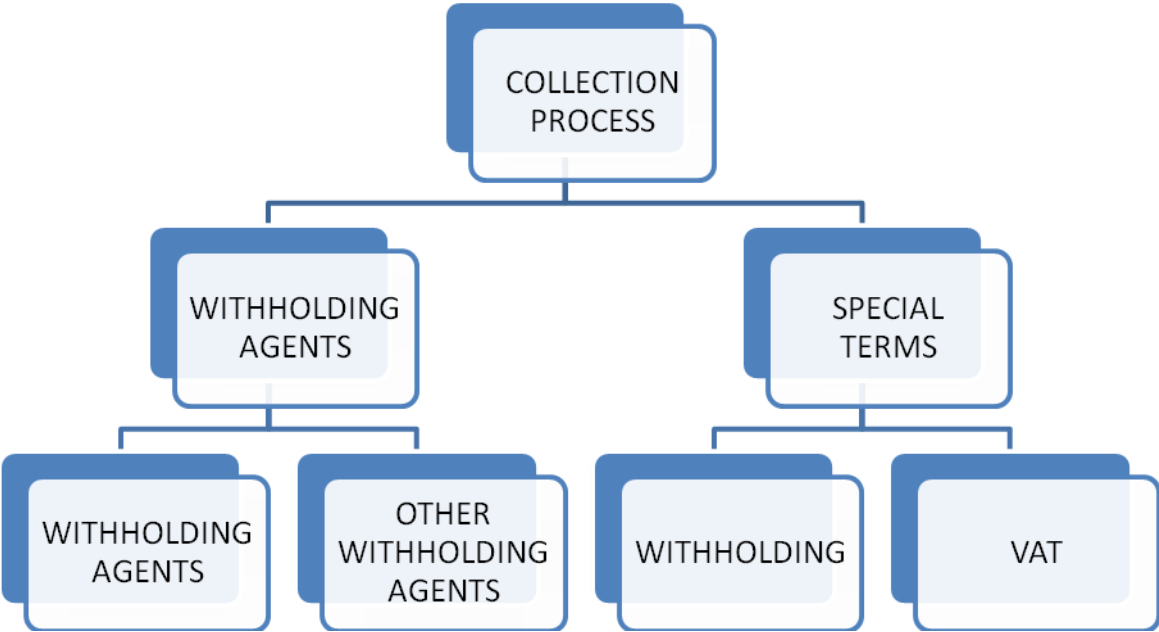 COLLECTION
PROCESS
WITHHOLDING
AGENTS
SPECIAL
TERMS
WITHHOLDING
AGENTS
OTHER
WITHHOLDING
AGENTS
WITHHOLDING
VAT